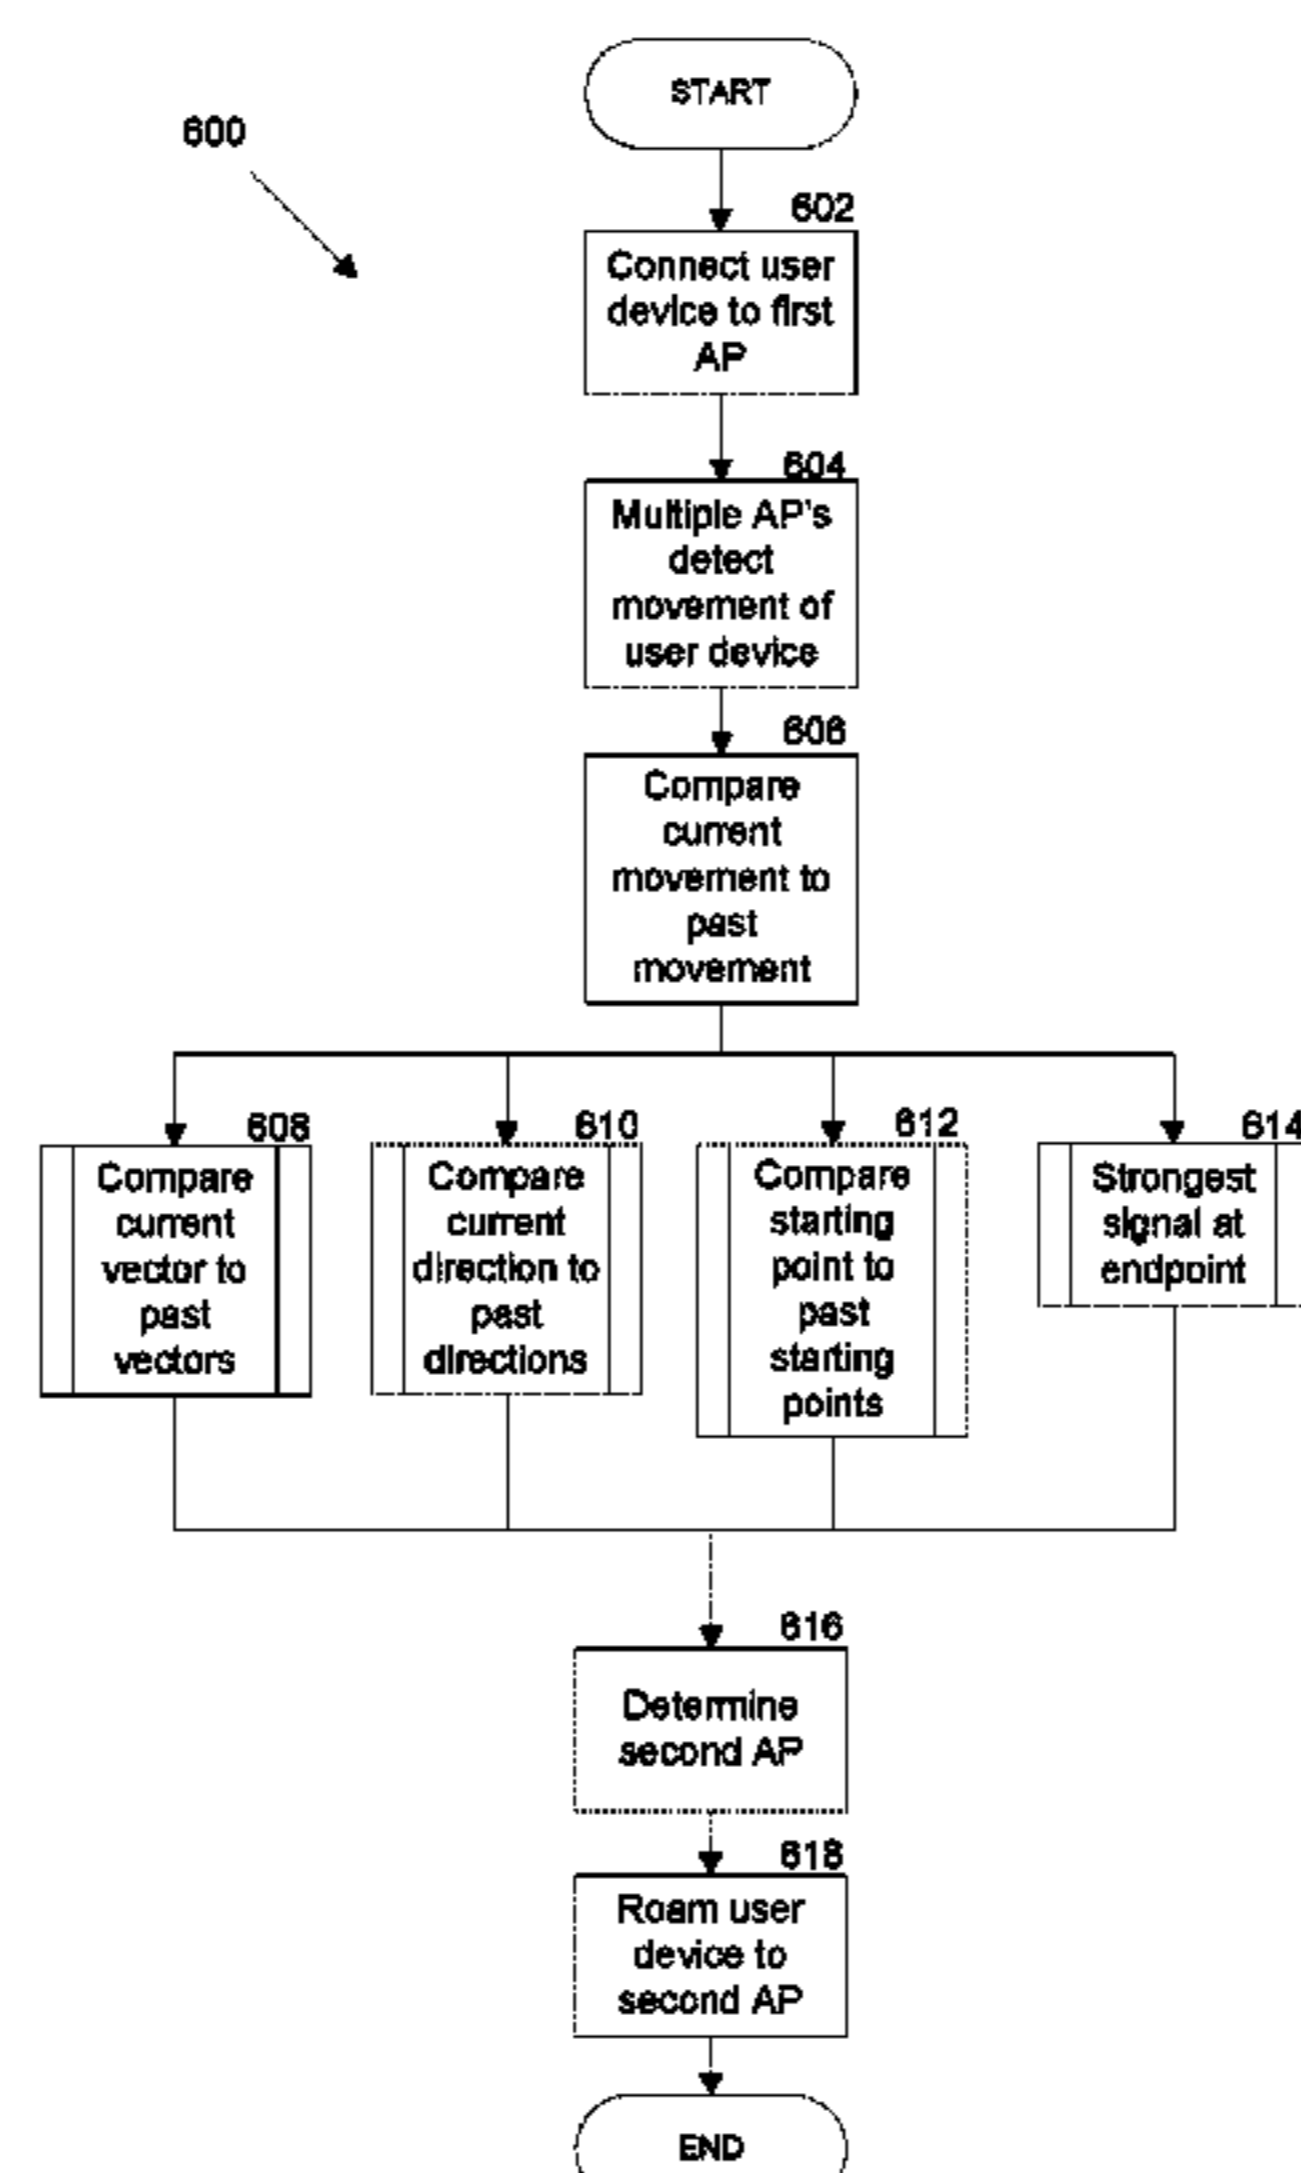 START
600
602
Connect user
device to first
AP
604
Multiple AP's
detect
movement of
user device
606
Compare
current
movement to
past
movement
608
Compare
current
vector to
past
vectors
610
Compare
current
direction to
past
directions
612
Compare
starting
point to
past
starting
points
614
Strongest
signal at
endpoint
616
Determine
second AP
618
Roam user
device to
second AP
END